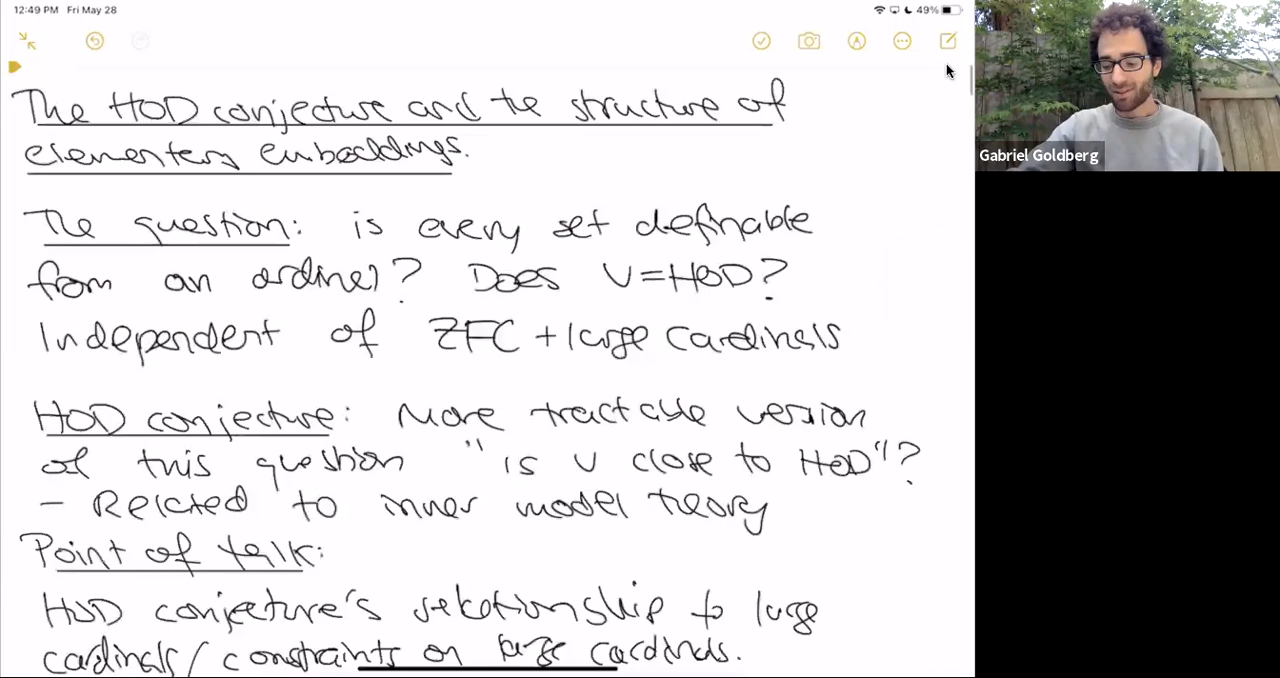 12:49 PM Fri May 28
49%
The HOD conjecture and the structure of
elementary embeddings.
The question: is every set definable
from an ordinal? Does V=HOD?
Independent of ZFC + large cardinals
HOD conjecture: More tractable version
of this question "is V close to HOD"?
- Related to inner model theory
Point of talk:
HOD conjecture's relationship to large
cardinals/constraints on large cardinals.
Gabriel Goldberg